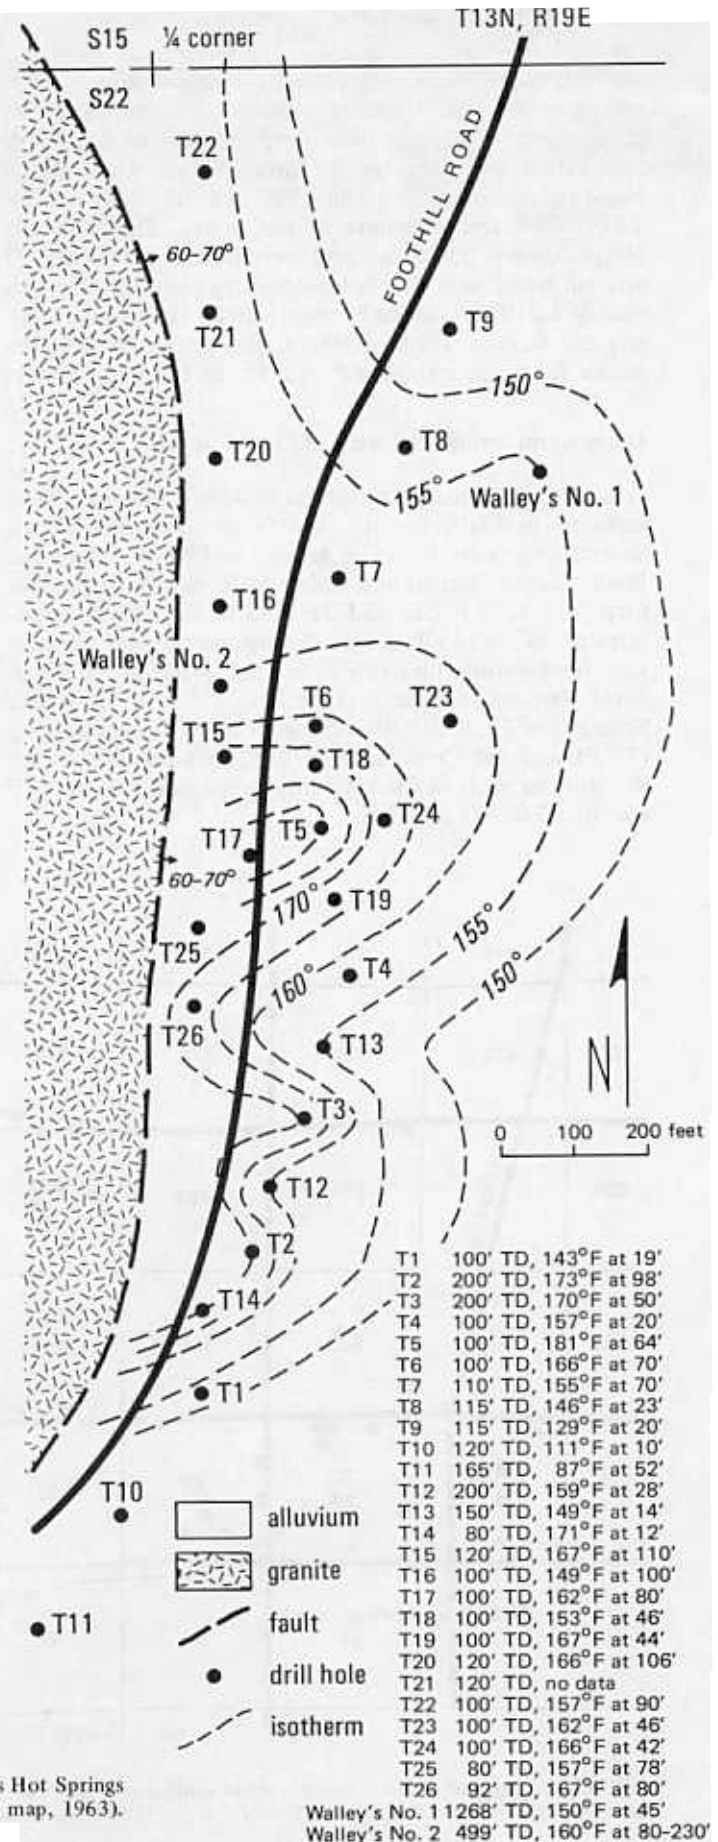 T13N, R19E
S15
¼ corner
S22
FOOTHILL ROAD
T22
60-70°
T21
T9
150°
T20
T8
155°
Walley's No. 1
T7
T16
Walley's No. 2
T6
T23
T15
T18
T5
T24
T17
60-70°
170°
T19
155°
T25
T4
150°
160°
T26
T13
N
T3
0 100 200 feet
T12
T2
T14
T1
T10
T11
T1 100' TD, 143°F at 19'
T2 200' TD, 173°F at 98'
T3 200' TD, 170°F at 50'
T4 100' TD, 157°F at 20'
T5 100' TD, 181°F at 64'
T6 100' TD, 166°F at 70'
T7 110' TD, 155°F at 70'
T8 115' TD, 146°F at 23'
T9 115' TD, 129°F at 20'
T10 120' TD, 111°F at 10'
T11 165' TD, 87°F at 52'
T12 200' TD, 159°F at 28'
T13 150' TD, 149°F at 14'
T14 80' TD, 171°F at 12'
T15 120' TD, 167°F at 110'
T16 100' TD, 149°F at 100'
T17 100' TD, 162°F at 80'
T18 100' TD, 153°F at 46'
T19 100' TD, 167°F at 44'
T20 120' TD, 166°F at 106'
T21 120' TD, no data
T22 100' TD, 157°F at 90'
T23 100' TD, 162°F at 46'
T24 100' TD, 166°F at 42'
T25 80' TD, 157°F at 78'
T26 92' TD, 167°F at 80'
Walley's No. 1 1268' TD, 150°F at 45'
Walley's No. 2 499' TD, 160°F at 80-230'
alluvium
granite
fault
drill hole
isotherm
s Hot Springs
map, 1963).